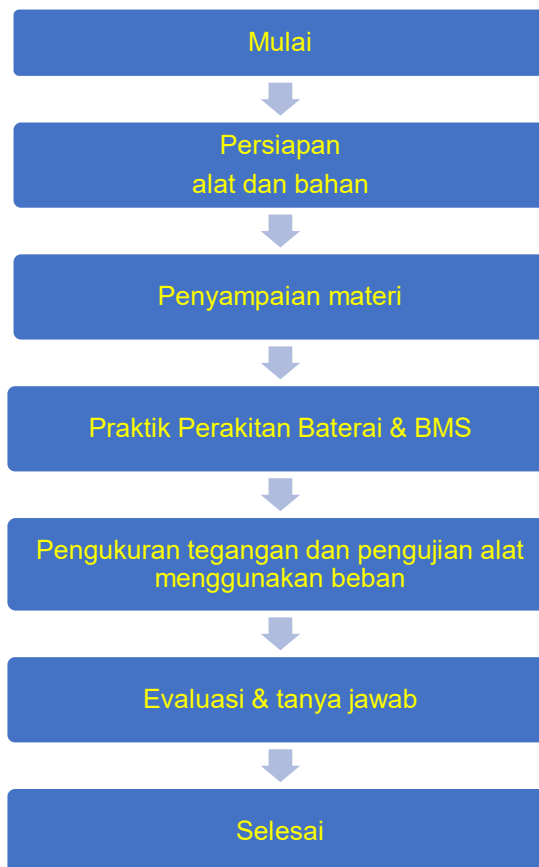 Mulai
Persiapan
alat dan bahan
Penyampaian materi
Praktik Perakitan Baterai & BMS
Pengukuran tegangan dan pengujian alat
menggunakan beban
Evaluasi & tanya jawab
Selesai